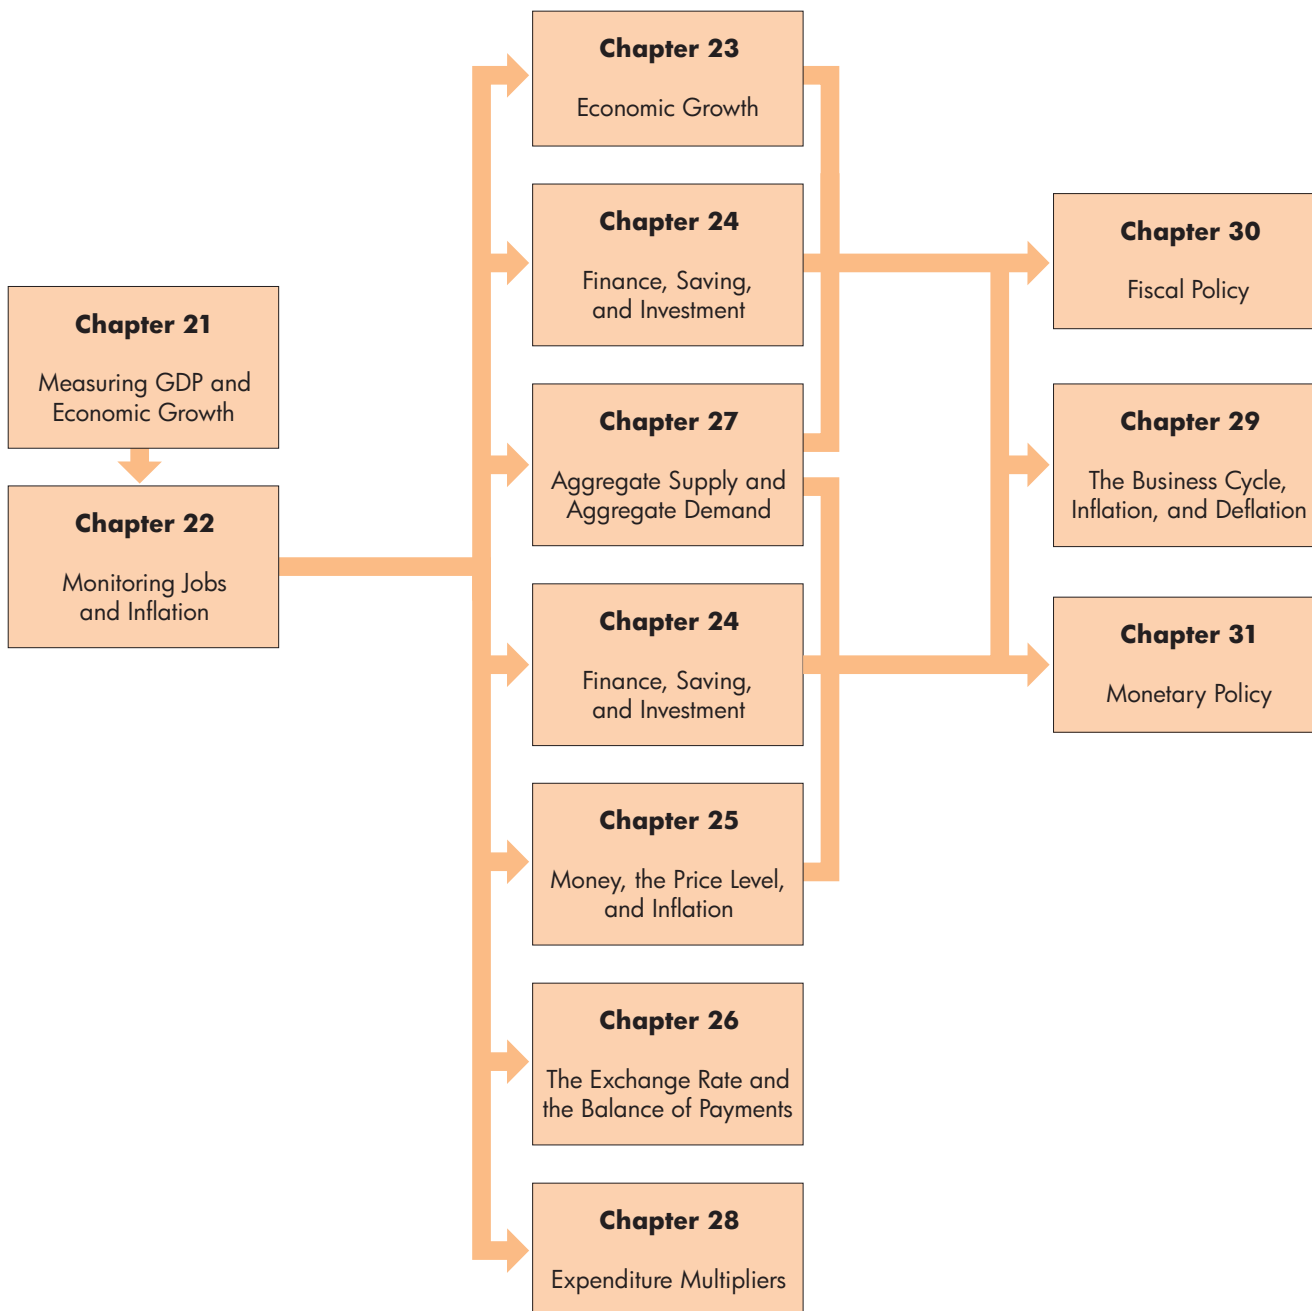 Chapter 21
Measuring GDP and
Economic Growth
Chapter 22
Monitoring Jobs
and Inflation
Chapter 23
Economic Growth
Chapter 24
Finance, Saving,
and Investment
Chapter 27
Aggregate Supply and
Aggregate Demand
Chapter 24
Finance, Saving,
and Investment
Chapter 25
Money, the Price Level,
and Inflation
Chapter 26
The Exchange Rate and
the Balance of Payments
Chapter 28
Expenditure Multipliers
Chapter 30
Fiscal Policy
Chapter 29
The Business Cycle,
Inflation, and Deflation
Chapter 31
Monetary Policy